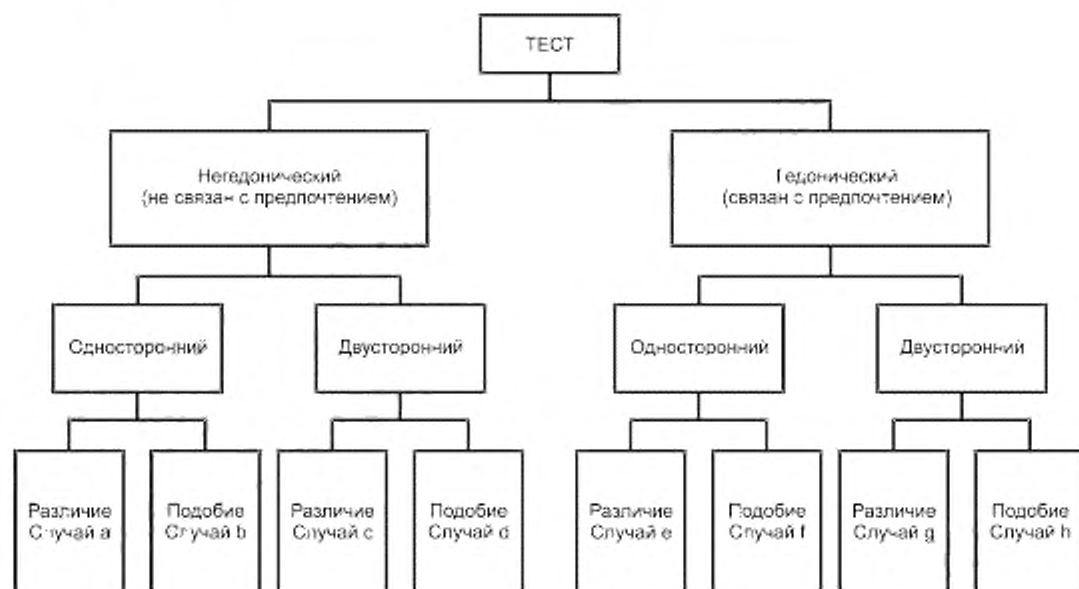 ТЕСТ
Негедонический
(не связан с предпочтением)
Гедонический
(связан с предпочтением)
Односторонний
Двусторонний
Односторонний
Двусторонний
Различие
Случай a
Подобие
Случай b
Различие
Случай c
Подобие
Случай d
Различие
Случай e
Подобие
Случай f
Различие
Случай g
Подобие
Случай h